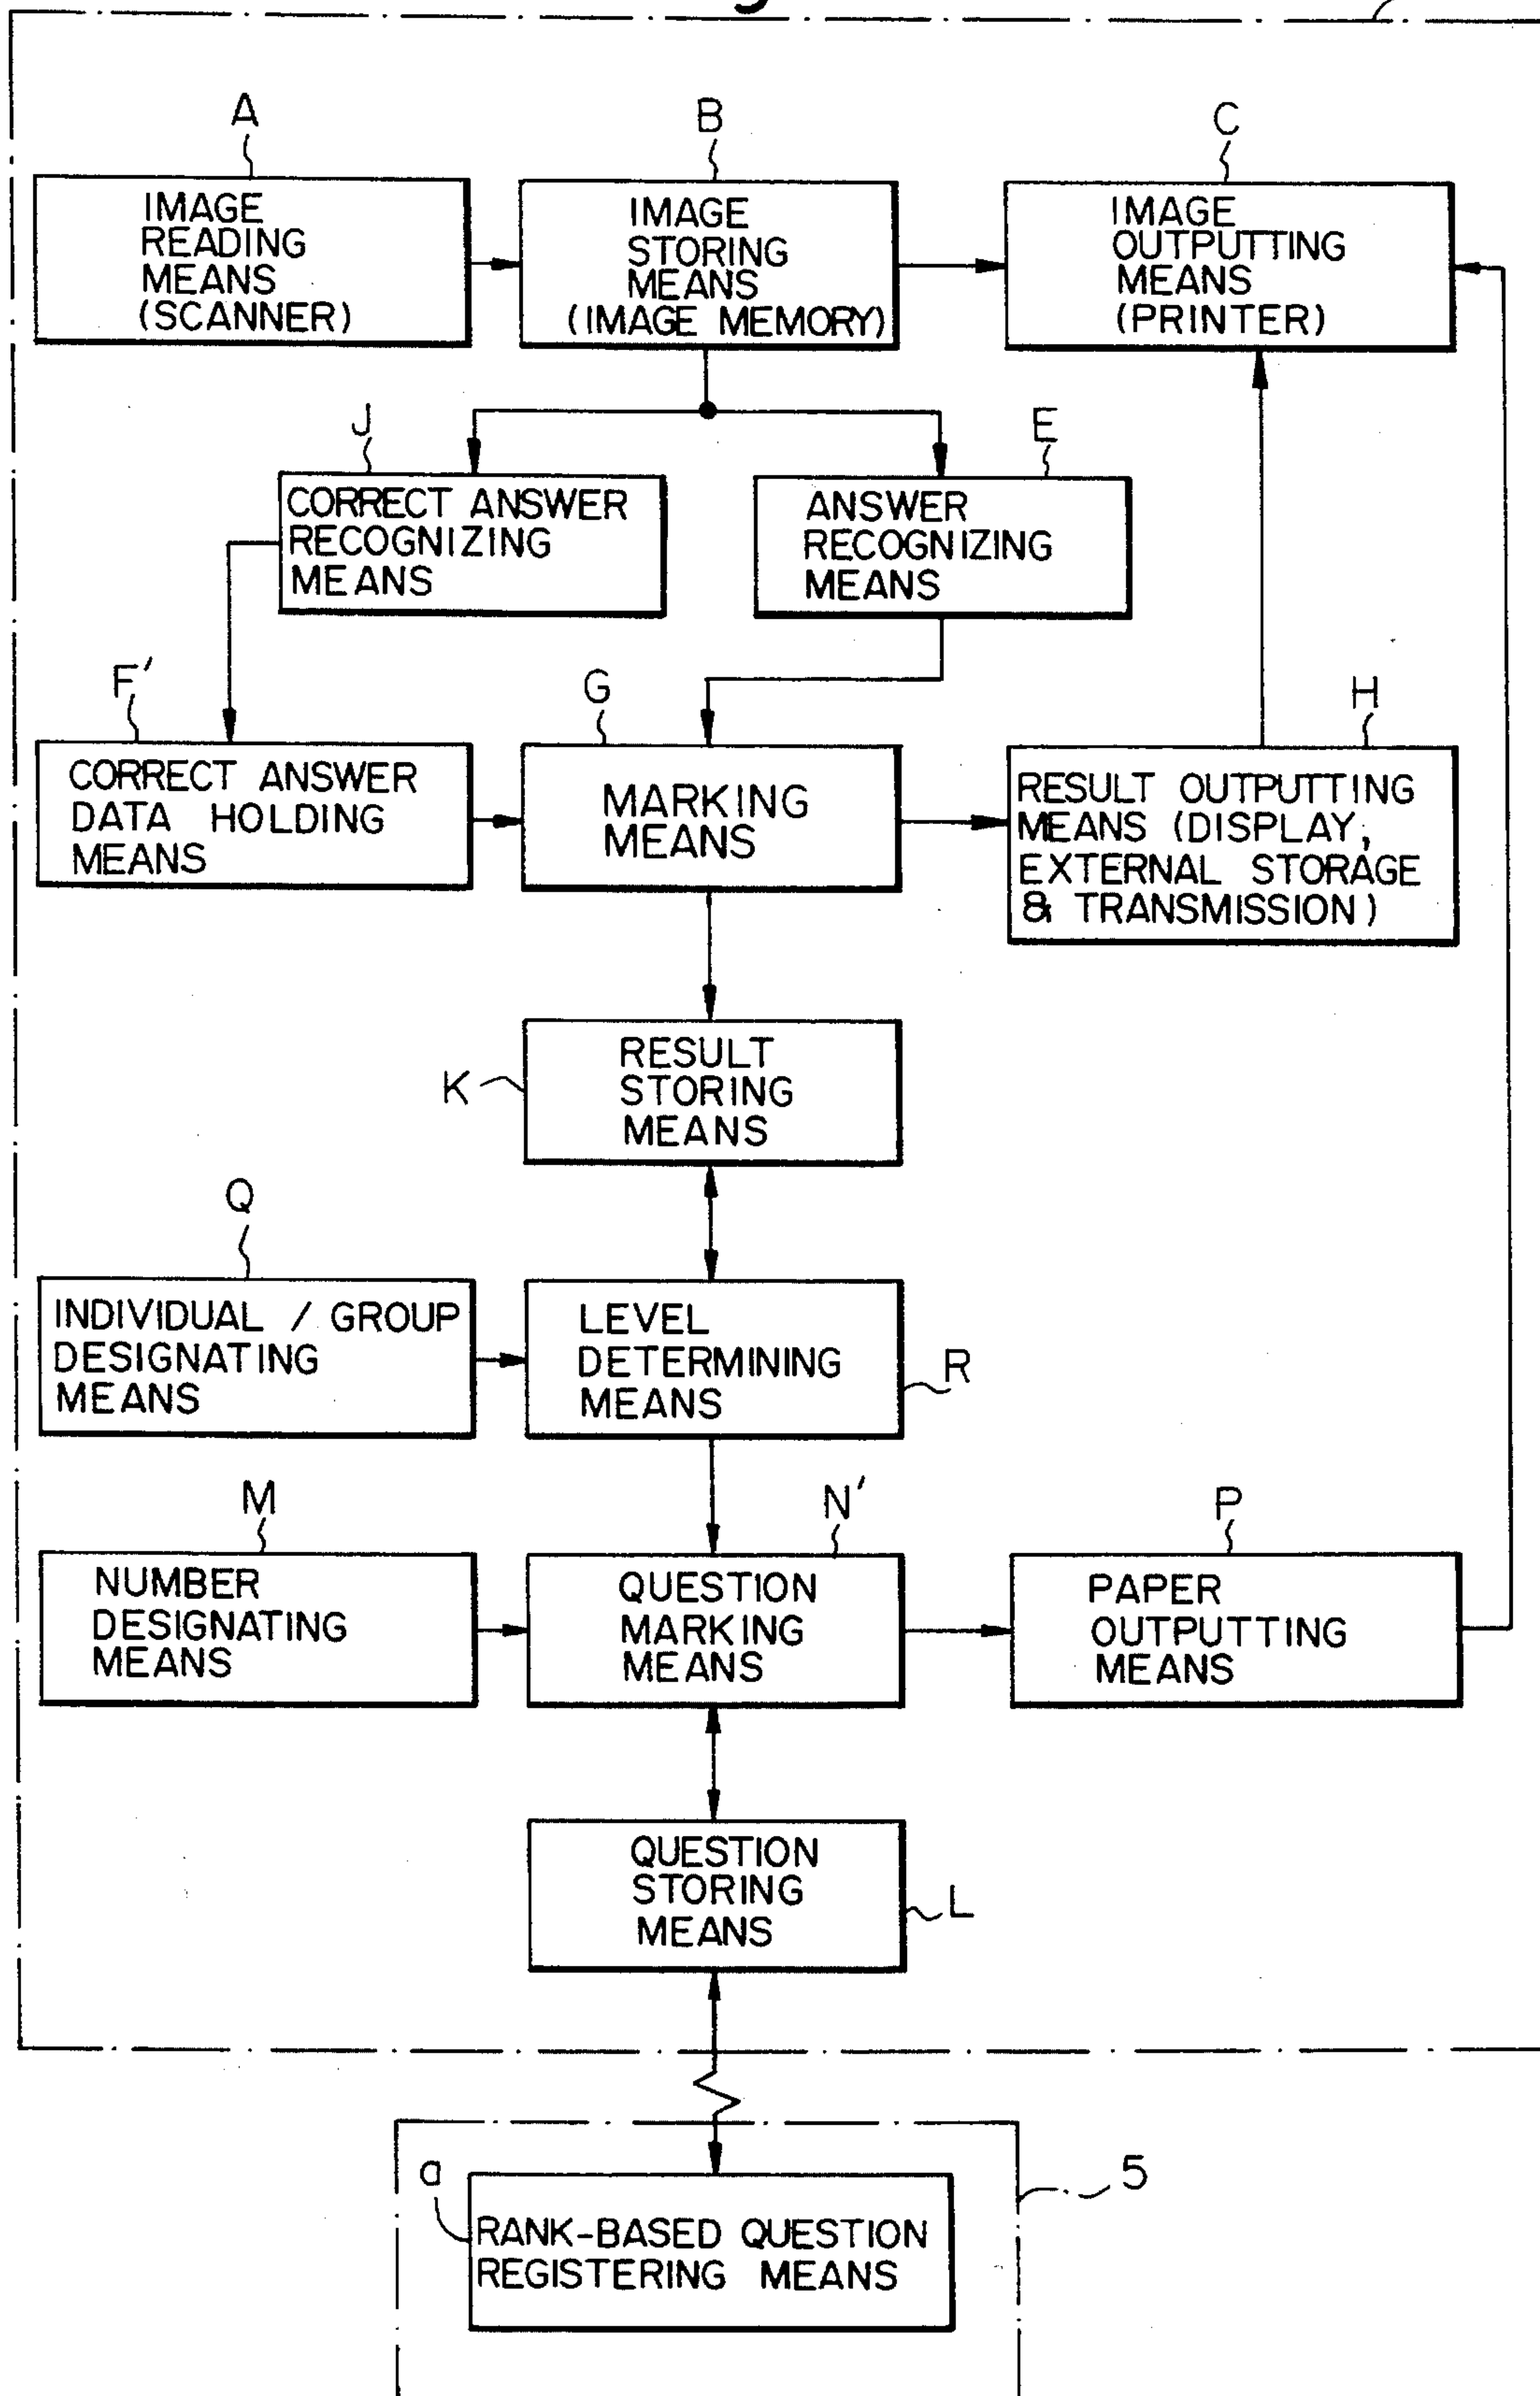 A
B
C
IMAGE
READING
MEANS
(SCANNER)
IMAGE
STORING
MEANS
(IMAGE MEMORY)
IMAGE
OUTPUTTING
MEANS
(PRINTER)
J
E
CORRECT ANSWER
RECOGNIZING
MEANS
ANSWER
RECOGNIZING
MEANS
F'
G
H
CORRECT ANSWER
DATA HOLDING
MEANS
MARKING
MEANS
RESULT OUTPUTTING
MEANS (DISPLAY,
EXTERNAL STORAGE
& TRANSMISSION)
K
RESULT
STORING
MEANS
Q
INDIVIDUAL / GROUP
DESIGNATING
MEANS
LEVEL
DETERMINING
MEANS
R
M
N'
P
NUMBER
DESIGNATING
MEANS
QUESTION
MARKING
MEANS
PAPER
OUTPUTTING
MEANS
QUESTION
STORING
MEANS
L
a
5
RANK-BASED QUESTION
REGISTERING MEANS